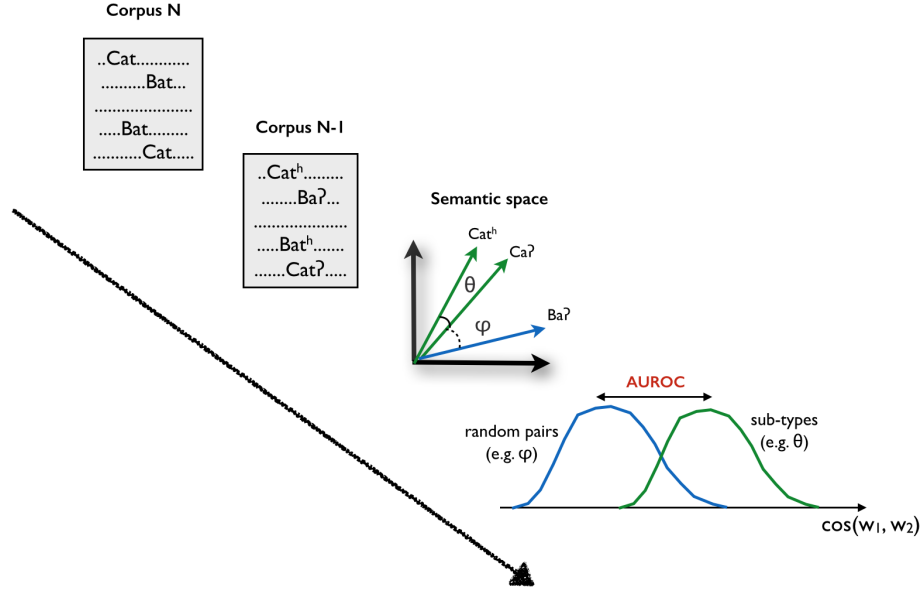 Corpus N
..Cat............
..........Bat...
......................
.....Bat.........
...........Cat.....
Corpus N-1
..Catʰ.........
........Baʔ...
......................
.....Batʰ.......
.......Catʔ.....
Semantic space
Catʰ
Caʔ
θ
φ
Baʔ
AUROC
random pairs
(e.g. φ)
sub-types
(e.g. θ)
cos(w₁, w₂)